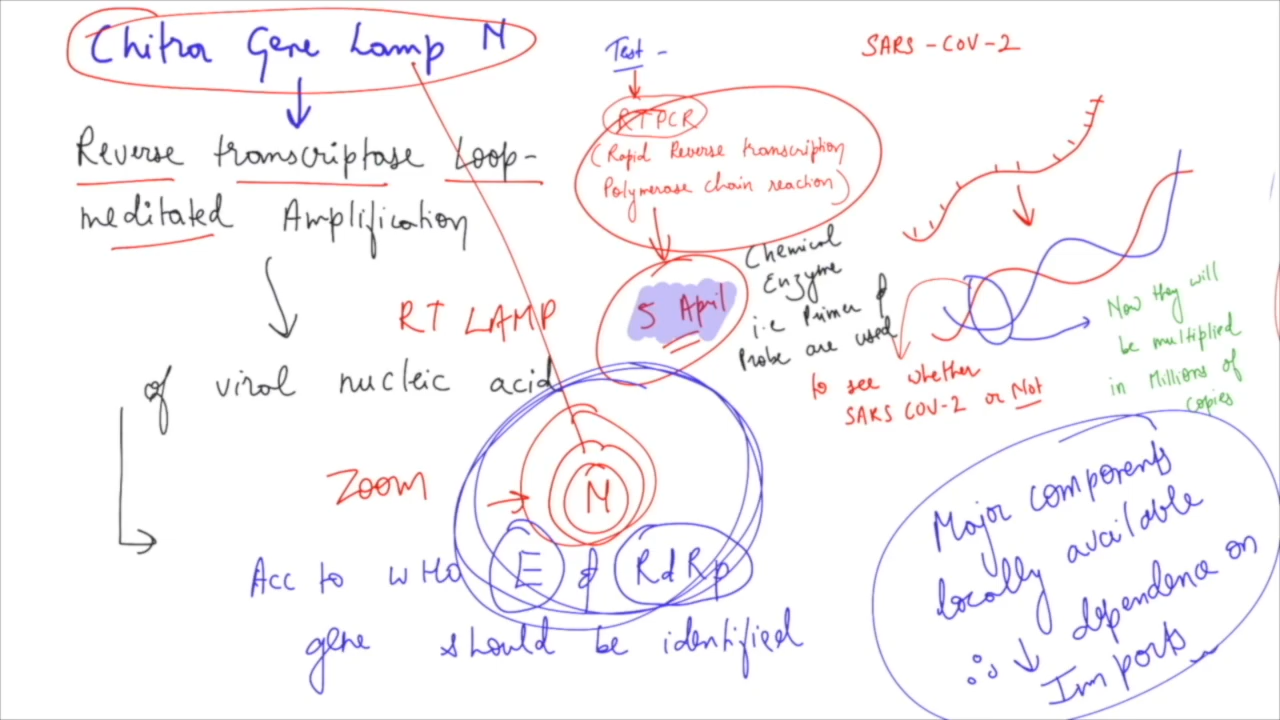 Chitra Gene Lamp N
Reverse transcriptase Loop-
meditated Amplification
RT LAMP
of viral nucleic acid
Zoom
N
Acc to WHO E & RdRp
gene should be identified
Test -
RTPCR
(Rapid Reverse transcription
Polymerase chain reaction)
5 April
Chemical
Enzyme
i.e Primer &
Probe are used
SARS-COV-2
to see whether
SARS COV-2 or Not
Now they will
be multiplied
in Millions of
copies
Major components
locally available
∴ ↓ dependence on
Imports